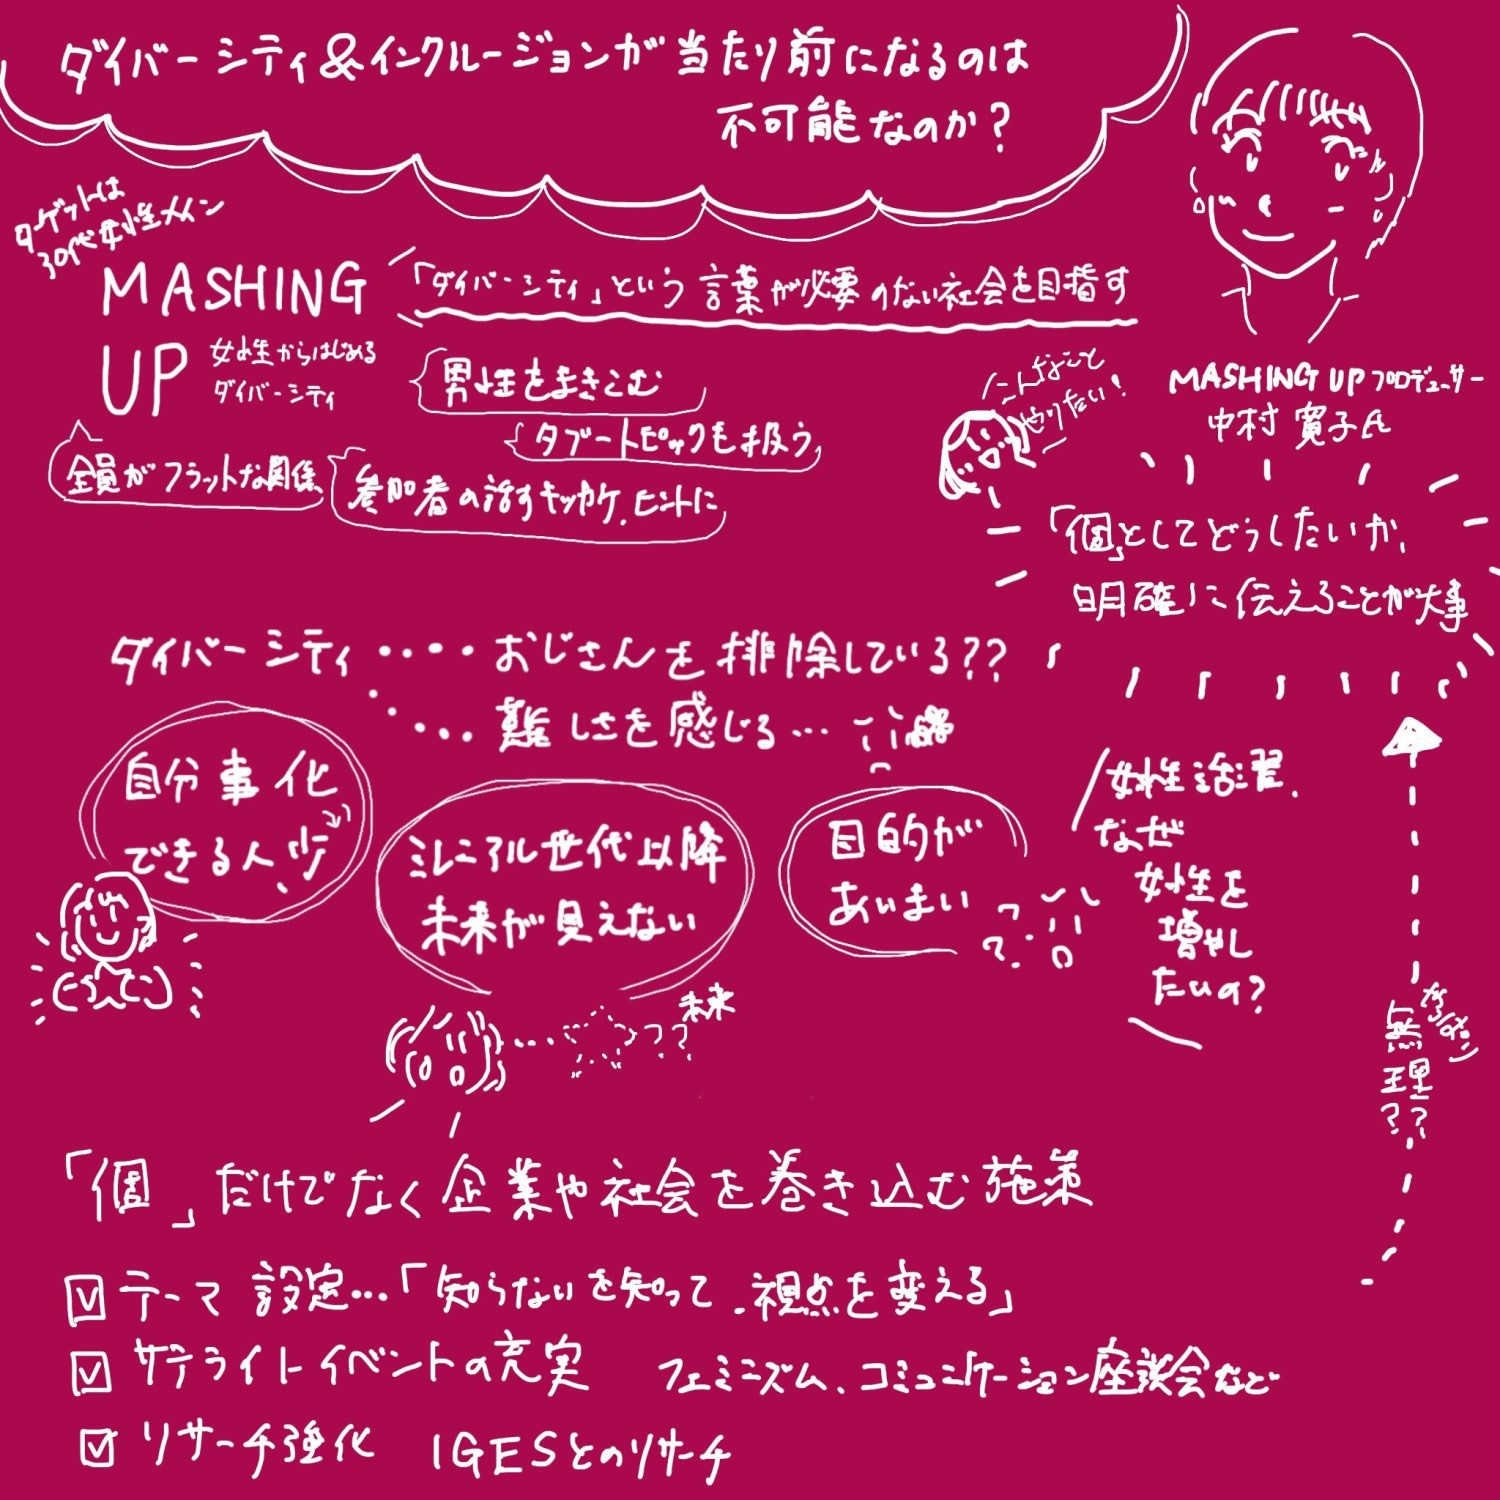 ダイバーシティ&インクルージョンが当たり前になるのは
不可能なのか?
ターゲットは
30代女性メイン
MASHING
UP
女性からはじめる
ダイバーシティ
「ダイバーシティ」という言葉が必要のない社会を目指す
男性をまきこむ
タブートピックも扱う
全員がフラットな関係
参加者の話すキッカケ、ヒントに
MASHING UPプロデューサー
中村 寛子氏
こんなこと
やりたい!
「個」としてどうしたいか、
明確に伝えることが大事
ダイバーシティ・・・・おじさんを排除している??
・・・・難しさを感じる…
自分事化
できる人、少
ミレニアル世代以降
未来が見えない
目的が
あいまい
??
女性活躍、
なぜ
女性を
増やし
たいの?
未来
??
無理??
「個」だけでなく企業や社会を巻き込む施策
テーマ設定…「知らないを知って、視点を変える」
サテライトイベントの充実 フェミニズム、コミュニケーション座談会など
リサーチ強化 IGESとのリサーチ